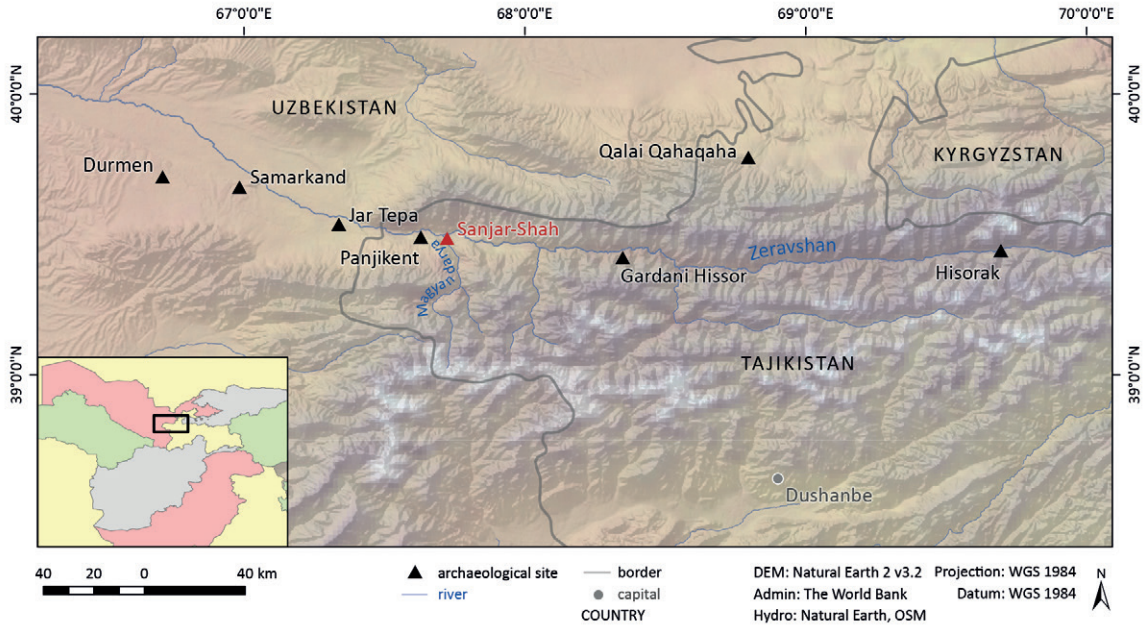 67°0'0"E 68°0'0"E 69°0'0"E 70°0'0"E
40°0'0"N 40°0'0"N
UZBEKISTAN
Qalai Qahaqaha
KYRGYZSTAN
Durmen
Samarkand
Jar Tepa
Sanjar-Shah
Panjikent
Zeravshan
Magyan
darya
Gardani Hissor
Hisorak
39°0'0"N 39°0'0"N
TAJIKISTAN
Dushanbe
40 20 0 40 km
archaeological site
river
border
capital
COUNTRY
DEM: Natural Earth 2 v3.2
Admin: The World Bank
Hydro: Natural Earth, OSM
Projection: WGS 1984
Datum: WGS 1984
N